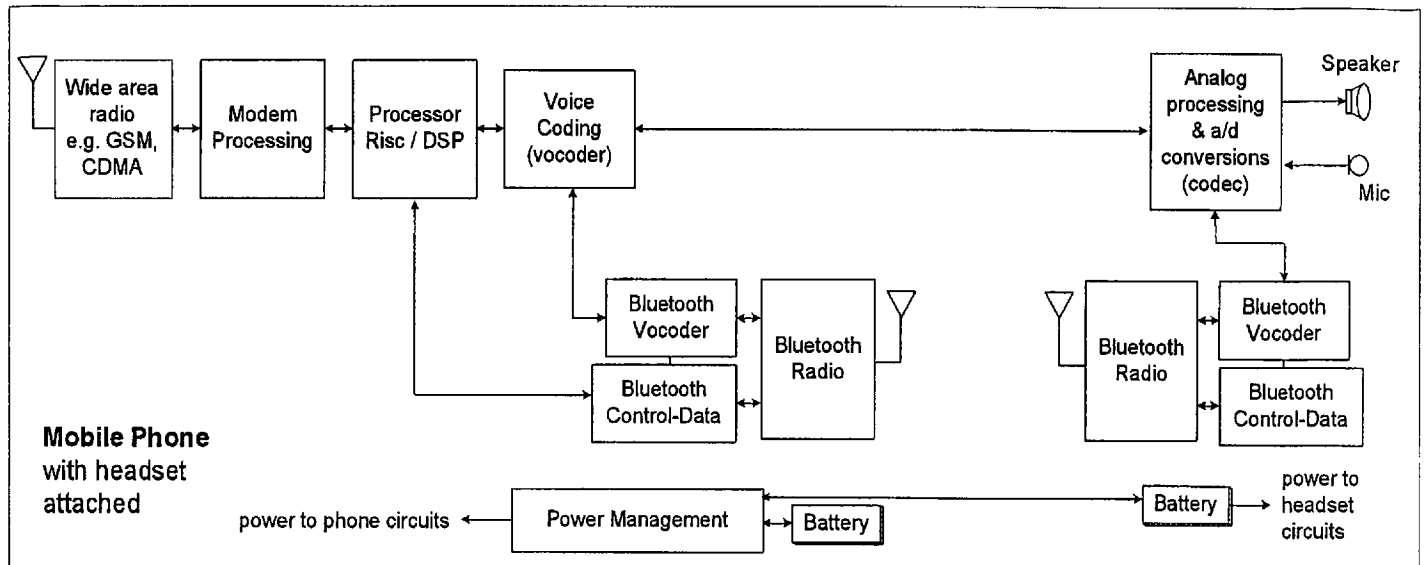 Wide area
radio
e.g. GSM,
CDMA
Modem
Processing
Processor
Risc / DSP
Voice
Coding
(vocoder)
Analog
processing
& a/d
conversions
(codec)
Speaker
Mic
Bluetooth
Vocoder
Bluetooth
Control-Data
Bluetooth
Radio
Bluetooth
Radio
Bluetooth
Vocoder
Bluetooth
Control-Data
Mobile Phone
with headset
attached
power to phone circuits
Power Management
Battery
Battery
power to
headset
circuits